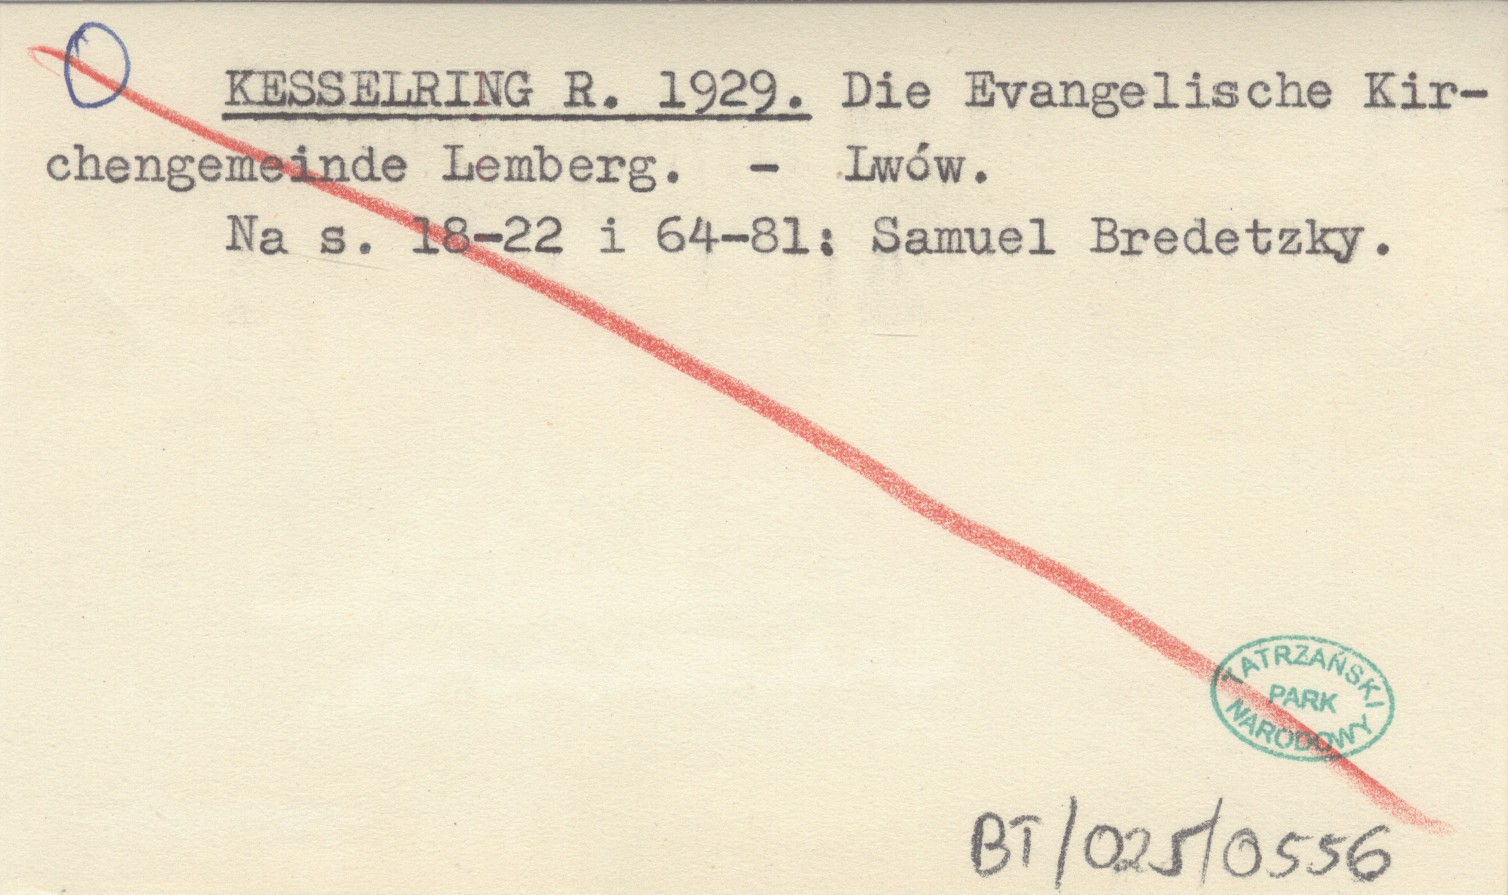 KESSELRING R. 1929. Die Evangelische Kir-
chengemeinde Lemberg. - Lwów.
Na s. 18-22 i 64-81: Samuel Bredetzky.
TATRZAŃSKI
PARK
NARODOWY
BT/025/0556